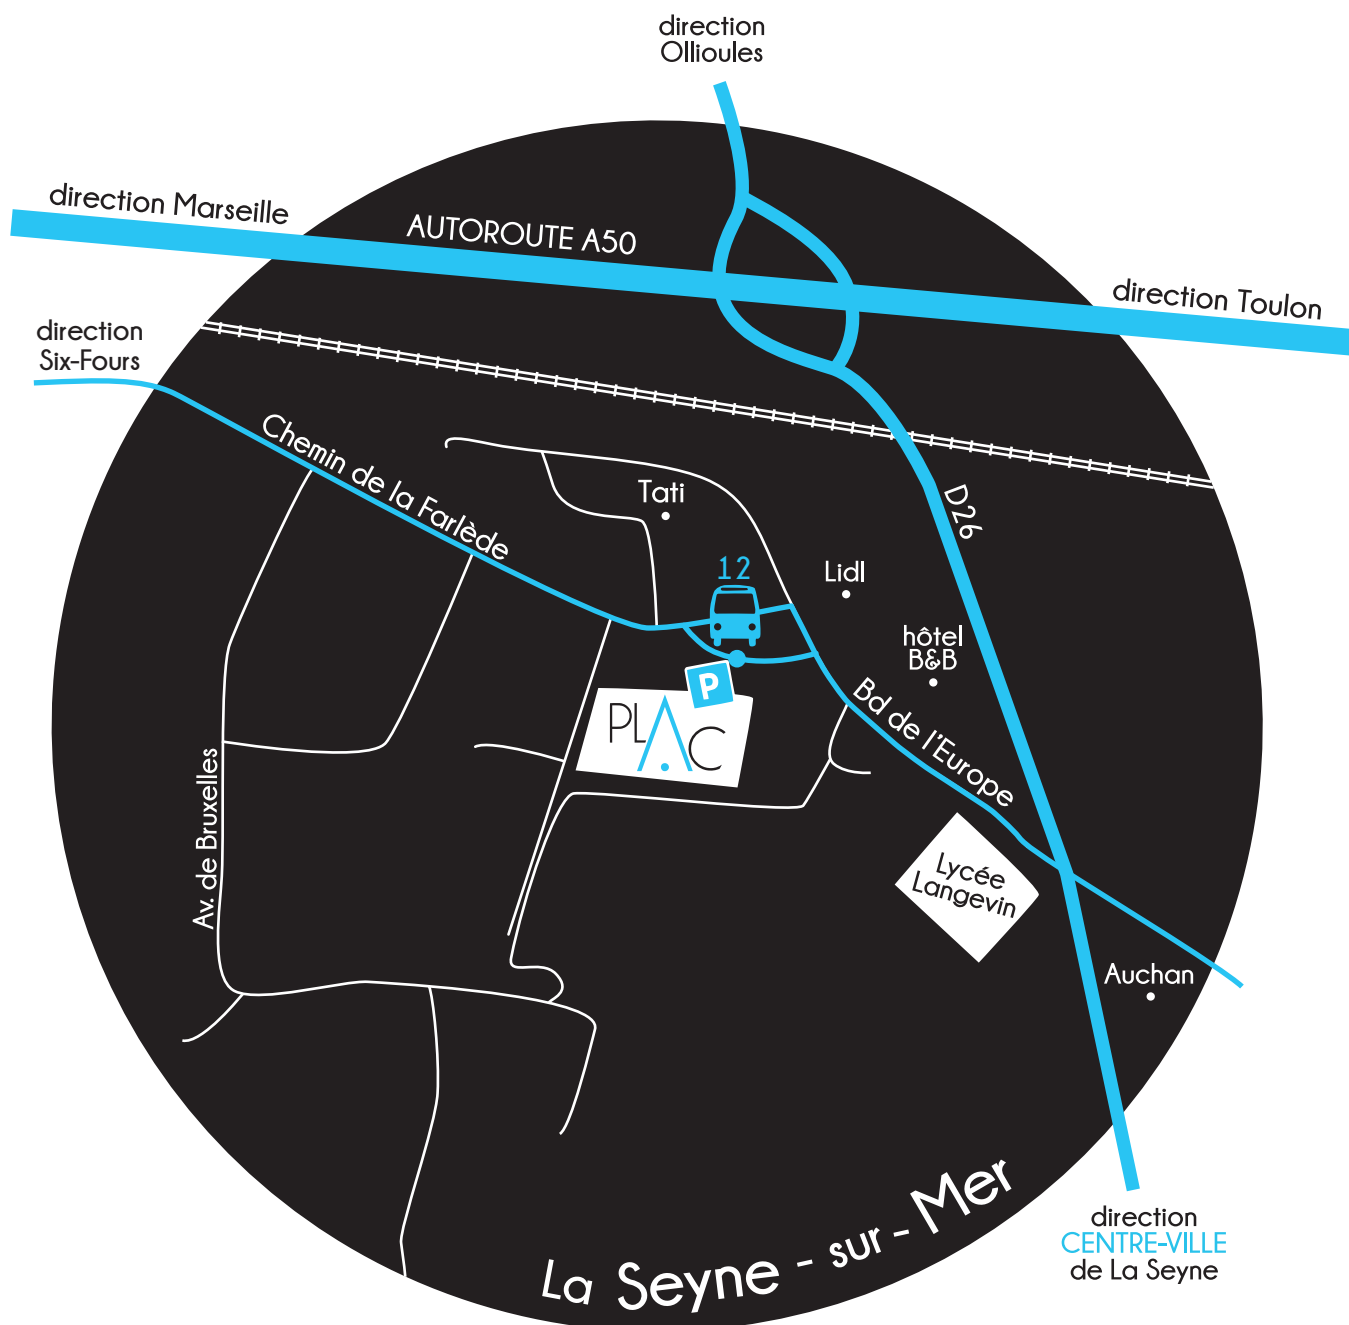 direction
Ollioules
direction Marseille
AUTOROUTE A50
direction Toulon
direction
Six-Fours
Chemin de la Farlède
Tati
D26
12
Lidl
hôtel
B&B
P
PLAC
Bd de l'Europe
Av. de Bruxelles
Lycée
Langevin
Auchan
La Seyne - sur - Mer
direction
CENTRE-VILLE
de La Seyne